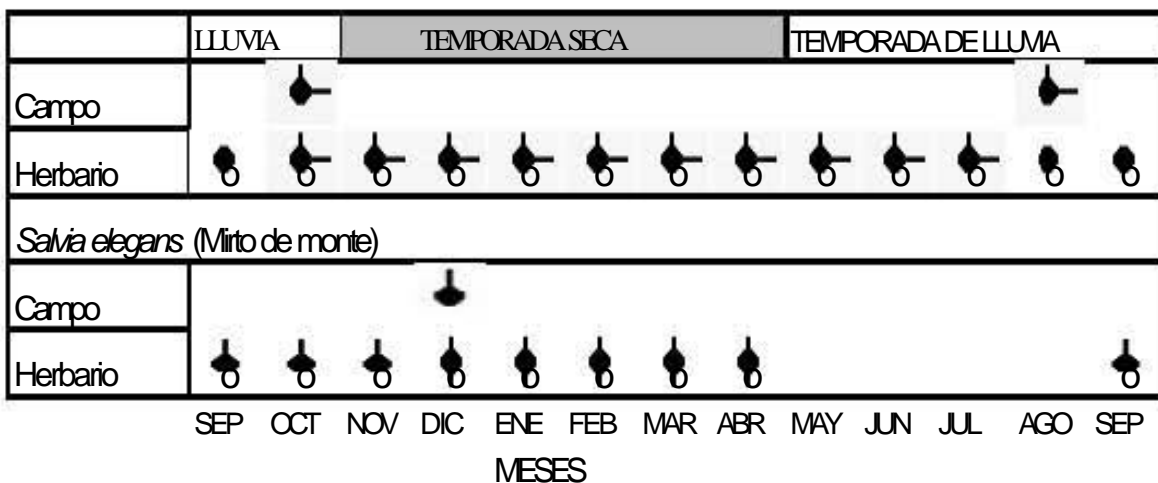 LLUVIA TEMPORADA SECA TEMPORADA DE LLUVIA
Campo
Herbario o o o o o o o o o o o o o
Salvia elegans (Mirto de monte)
Campo
Herbario o o o o o o o o o
SEP OCT NOV DIC ENE FEB MAR ABR MAY JUN JUL AGO SEP
MESES